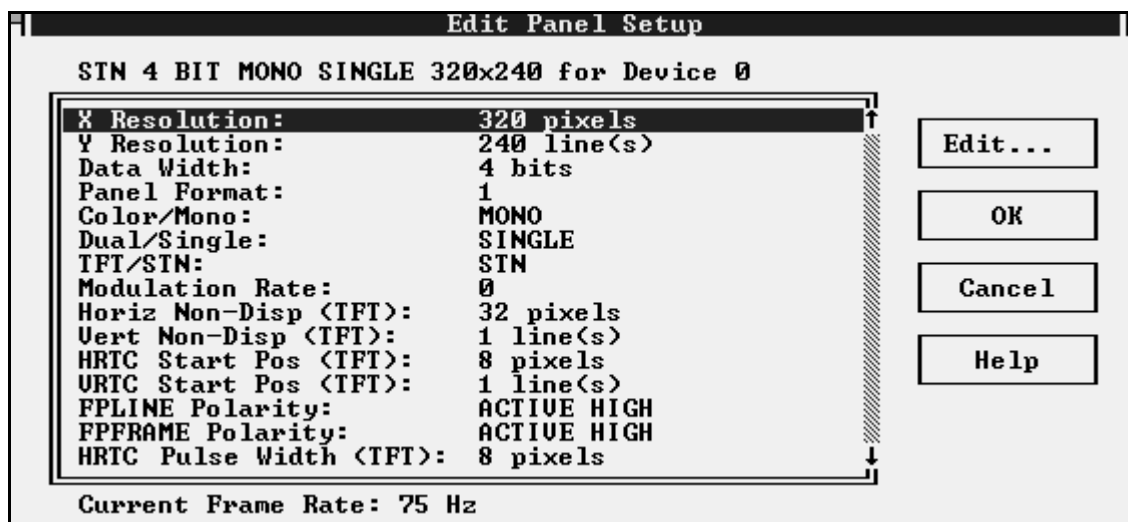 Edit Panel Setup
STN 4 BIT MONO SINGLE 320x240 for Device 0
X Resolution: 320 pixels
Y Resolution: 240 line(s)
Data Width: 4 bits
Panel Format: 1
Color/Mono: MONO
Dual/Single: SINGLE
TFT/STN: STN
Modulation Rate: 0
Horiz Non-Disp (TFT): 32 pixels
Vert Non-Disp (TFT): 1 line(s)
HRTC Start Pos (TFT): 8 pixels
VRTC Start Pos (TFT): 1 line(s)
FPLINE Polarity: ACTIVE HIGH
FPFRAME Polarity: ACTIVE HIGH
HRTC Pulse Width (TFT): 8 pixels
Edit...
OK
Cancel
Help
Current Frame Rate: 75 Hz